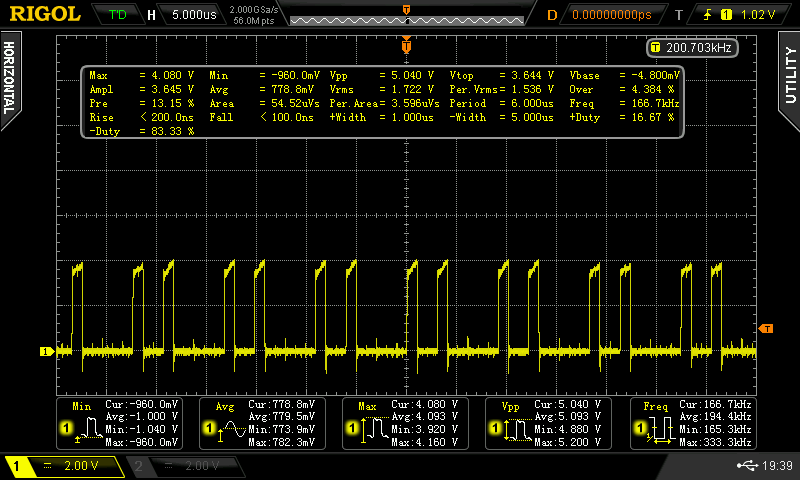 RIGOL T'D H 5.000us 2.000GSa/s 56.0M pts D 0.00000000ps T 1 1.02 V
HORIZONTAL
UTILITY
T 200.703kHz
Max = 4.080 V Min = -960.0mV Vpp = 5.040 V Vtop = 3.644 V Vbase = -4.800mV
Ampl = 3.645 V Avg = 778.8mV Vrms = 1.722 V Per.Vrms= 1.536 V Over = 4.384 %
Pre = 13.15 % Area = 54.52uVs Per.Area= 3.596uVs Period = 6.000us Freq = 166.7kHz
Rise < 200.0ns Fall < 100.0ns +Width = 1.000us -Width = 5.000us +Duty = 16.67 %
-Duty = 83.33 %
T
T
T
1
Min
1
Cur:-960.0mV
Avg:-1.000 V
Min:-1.040 V
Max:-960.0mV
Avg
1
Cur:778.8mV
Avg:779.5mV
Min:773.9mV
Max:782.3mV
Max
1
Cur:4.080 V
Avg:4.093 V
Min:3.920 V
Max:4.160 V
Vpp
1
Cur:5.040 V
Avg:5.093 V
Min:4.880 V
Max:5.200 V
Freq
1
Cur:166.7kHz
Avg:194.4kHz
Min:165.3kHz
Max:333.3kHz
1 2.00 V 2 2.00 V 19:39